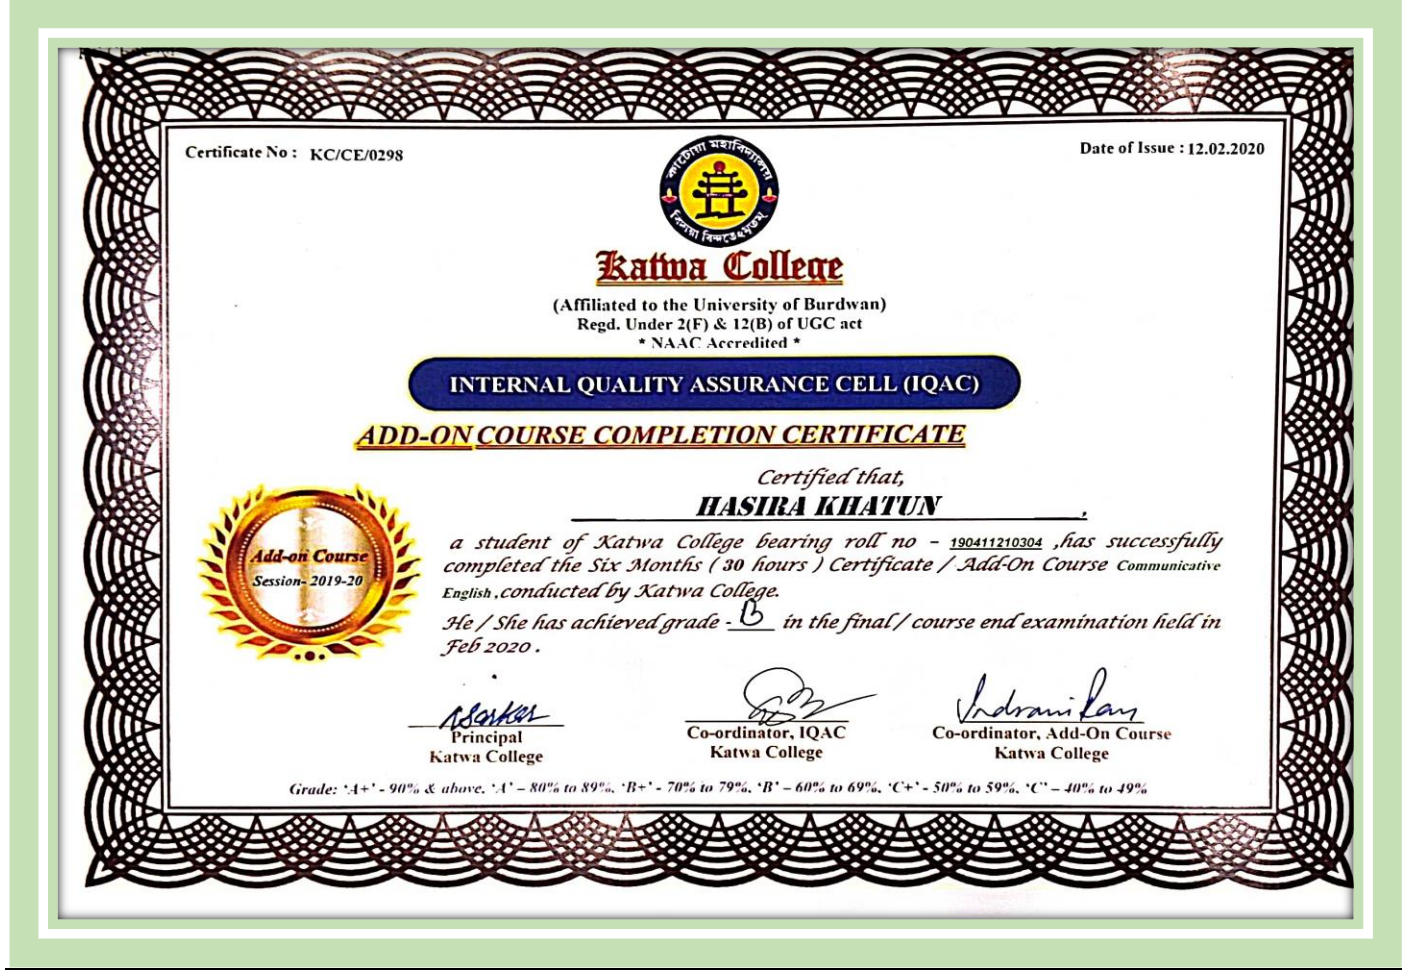 Certificate No : KC/CE/0298
Date of Issue : 12.02.2020
কাটোয়া মহাবিদ্যালয়
Katwa College
(Affiliated to the University of Burdwan)
Regd. Under 2(F) & 12(B) of UGC act
* NAAC Accredited *
INTERNAL QUALITY ASSURANCE CELL (IQAC)
ADD-ON COURSE COMPLETION CERTIFICATE
Certified that,
HASIRA KHATUN ,
a student of Katwa College bearing roll no - 190411210304 ,has successfully
completed the Six Months ( 30 hours ) Certificate / Add-On Course Communicative
English ,conducted by Katwa College.
He / She has achieved grade - B in the final / course end examination held in
Feb 2020 .
Add-on Course
Session- 2019-20
Principal
Katwa College
Co-ordinator, IQAC
Katwa College
Indrani Ray
Co-ordinator, Add-On Course
Katwa College
Grade: 'A+' - 90% & above, 'A' – 80% to 89%, 'B+' - 70% to 79%, 'B' – 60% to 69%, 'C+' - 50% to 59%, 'C' – 40% to 49%